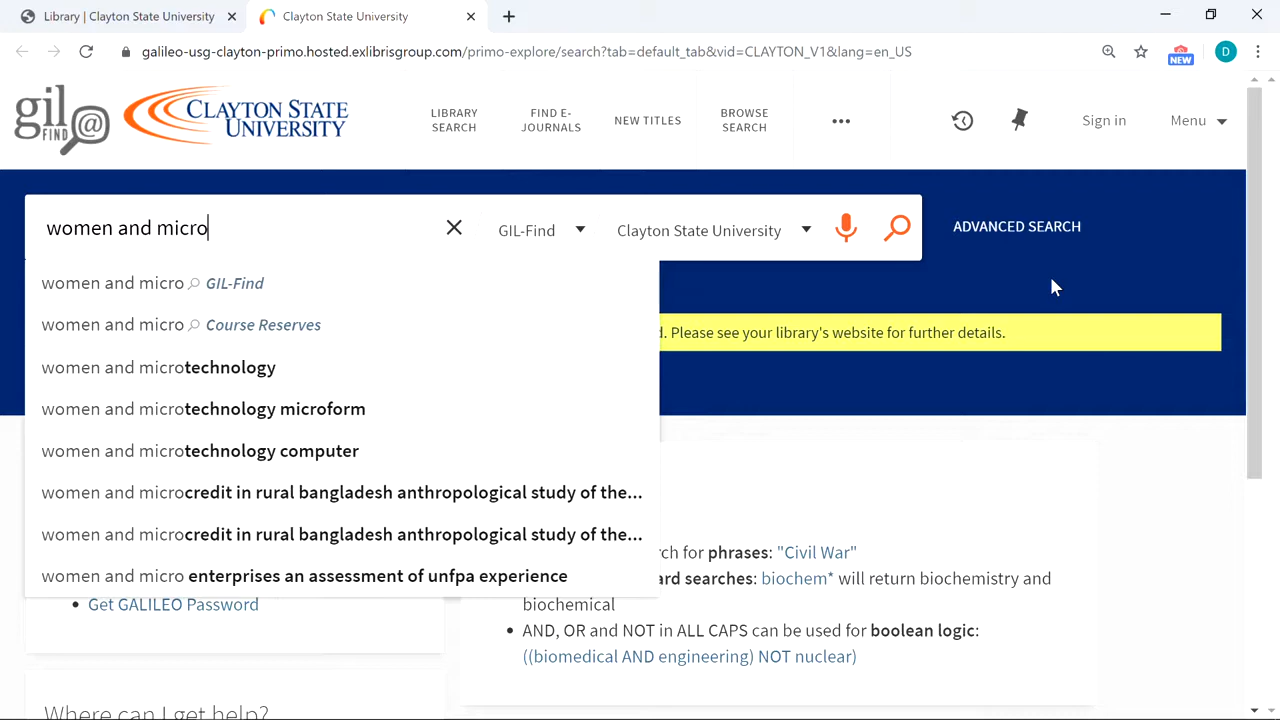 Library | Clayton State University
Clayton State University
galileo-usg-clayton-primo.hosted.exlibrisgroup.com/primo-explore/search?tab=default_tab&vid=CLAYTON_V1&lang=en_US
NEW
D
gil
FIND @
CLAYTON STATE
UNIVERSITY
LIBRARY
SEARCH
FIND E-
JOURNALS
NEW TITLES
BROWSE
SEARCH
Sign in
Menu
women and micro
GIL-Find
Clayton State University
ADVANCED SEARCH
women and micro GIL-Find
women and micro Course Reserves
d. Please see your library's website for further details.
women and microtechnology
women and microtechnology microform
women and microtechnology computer
women and microcredit in rural bangladesh anthropological study of the...
women and microcredit in rural bangladesh anthropological study of the...
women and micro enterprises an assessment of unfpa experience
rch for phrases: "Civil War"
ard searches: biochem* will return biochemistry and
biochemical
• Get GALILEO Password
• AND, OR and NOT in ALL CAPS can be used for boolean logic:
((biomedical AND engineering) NOT nuclear)
Where can I get help?